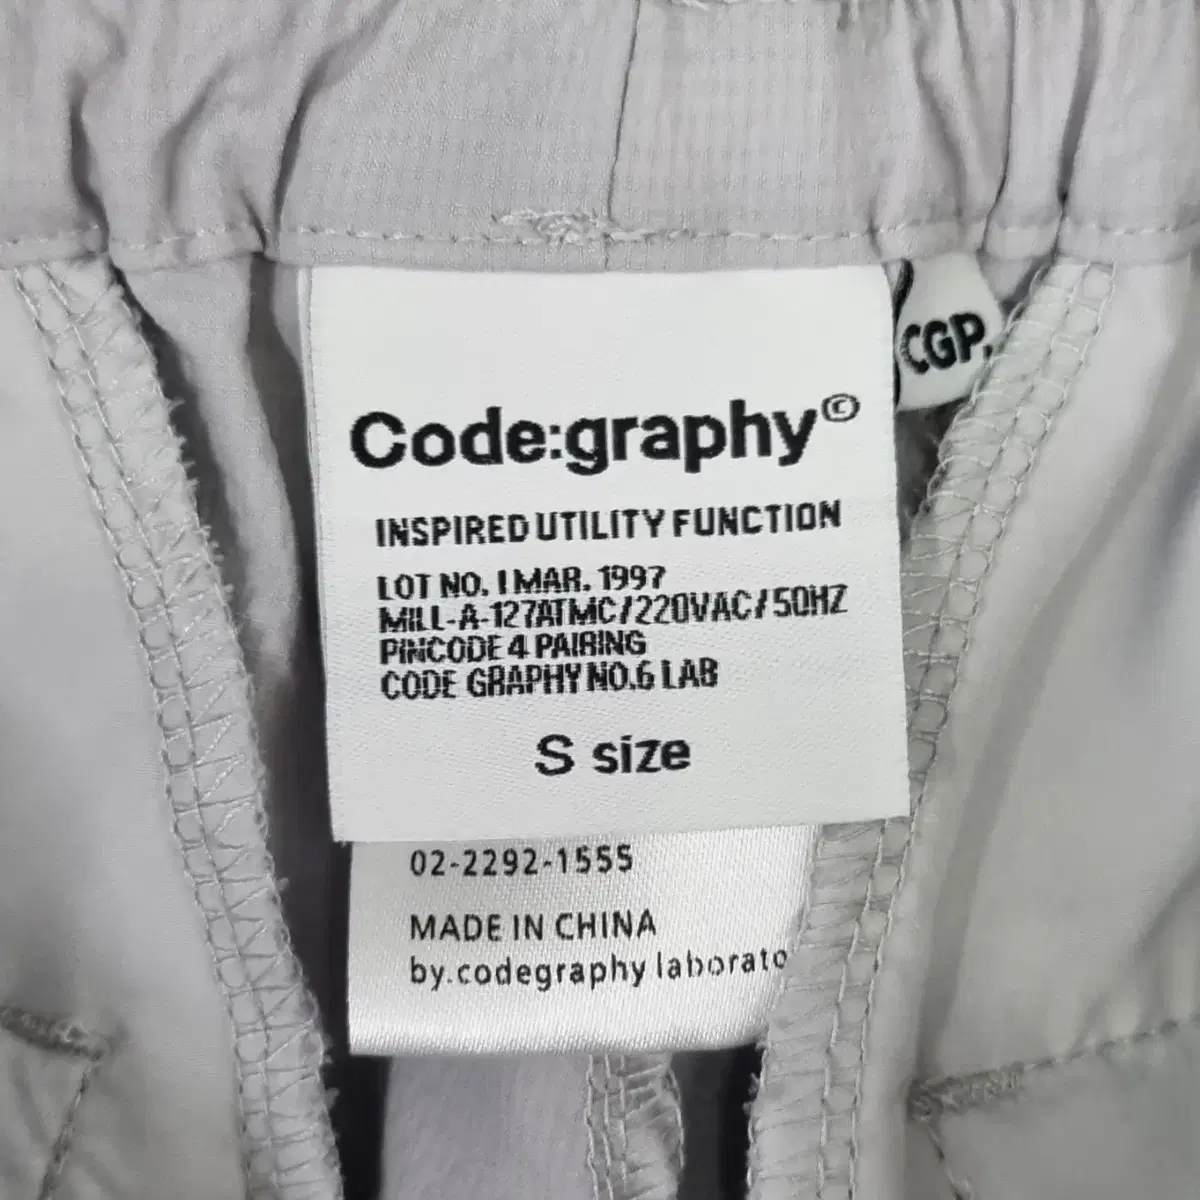 CGP.
Code:graphy©
INSPIRED UTILITY FUNCTION
LOT NO. 1 MAR. 1997
MILL-A-127ATMC/220VAC/50HZ
PINCODE 4 PAIRING
CODE GRAPHY NO.6 LAB
S size
02-2292-1555
MADE IN CHINA
by.codegraphy laborato